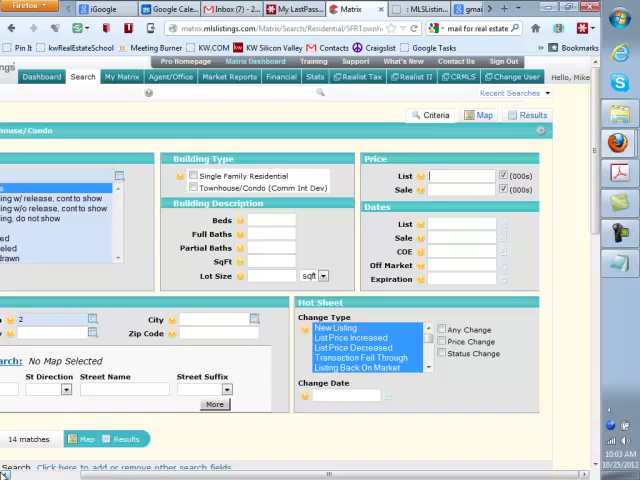 Firefox
iGoogle
Google Cale...
Inbox (7) - 2...
My LastPass...
Matrix
: MLSListin...
gmai
matrix.mlslistings.com/Matrix/Search/Residential/SFRTownh
mail for real estate
Pin It
kwRealEstateSchool
Meeting Burner
KW.COM
KW Silicon Valley
Contacts
Craigslist
Google Tasks
Bookmarks
ngs
Pro Homepage
Matrix Dashboard
Training
Support
What's New?
Contact Us
Sign Out
Dashboard
Search
My Matrix
Agent/Office
Market Reports
Financial
Stats
Realist Tax
Realist II
CRMLS
Change User
Hello, Mike
Recent Searches
Criteria
Map
Results
house/Condo
Building Type
Price
Single Family Residential
List
(000s)
Townhouse/Condo (Comm Int Dev)
Sale
(000s)
ng w/ release, cont to show
ng w/o release, cont to show
ng, do not show
Building Description
Dates
Beds
List
Full Baths
Sale
Partial Baths
COE
SqFt
Off Market
Lot Size
sqft
Expiration
ed
eled
drawn
Hot Sheet
2
City
Change Type
Zip Code
New Listing
Any Change
List Price Increased
Price Change
List Price Decreased
Status Change
Transaction Fell Through
Listing Back On Market
earch:
No Map Selected
St Direction
Street Name
Street Suffix
Change Date
More
14 matches
Map
Results
Search
Click here to add or remove other search fields
10:03 AM
10/25/2012